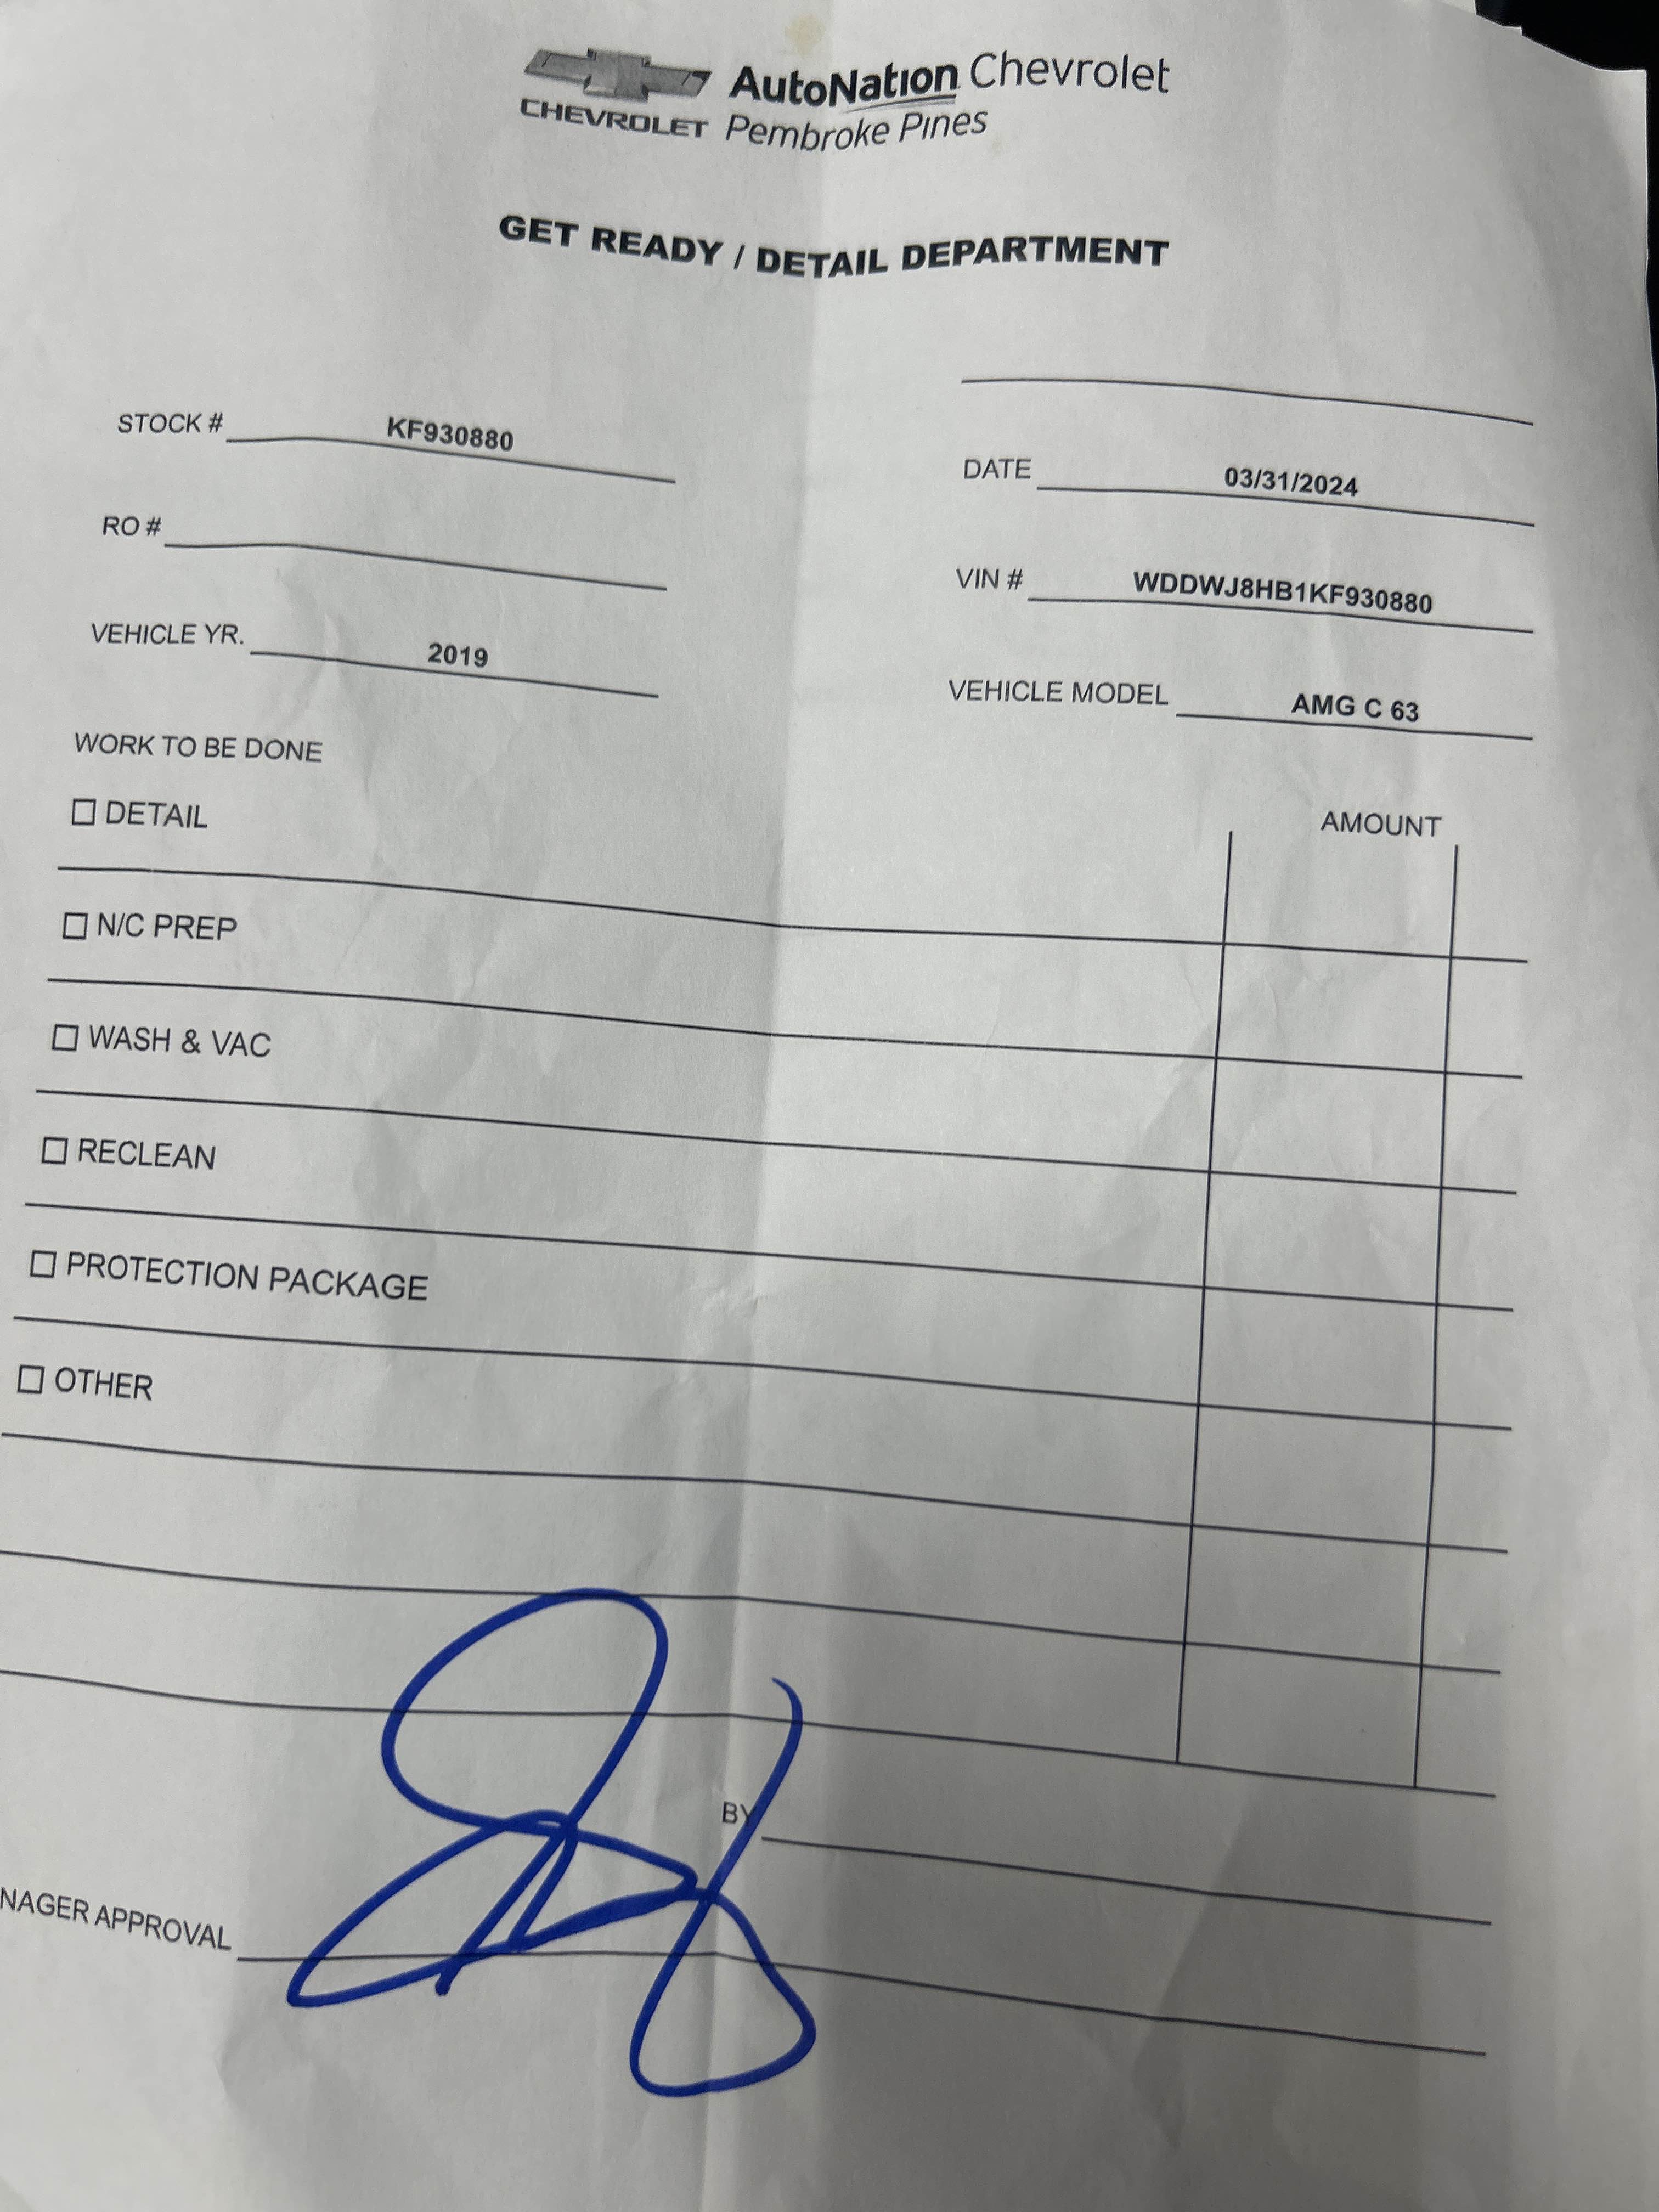 AutoNation Chevrolet
CHEVROLET Pembroke Pines
GET READY / DETAIL DEPARTMENT
STOCK # KF930880
DATE 03/31/2024
RO #
VIN # WDDWJ8HB1KF930880
VEHICLE YR. 2019
VEHICLE MODEL AMG C 63
WORK TO BE DONE
AMOUNT
DETAIL
N/C PREP
WASH & VAC
RECLEAN
PROTECTION PACKAGE
OTHER
BY
NAGER APPROVAL